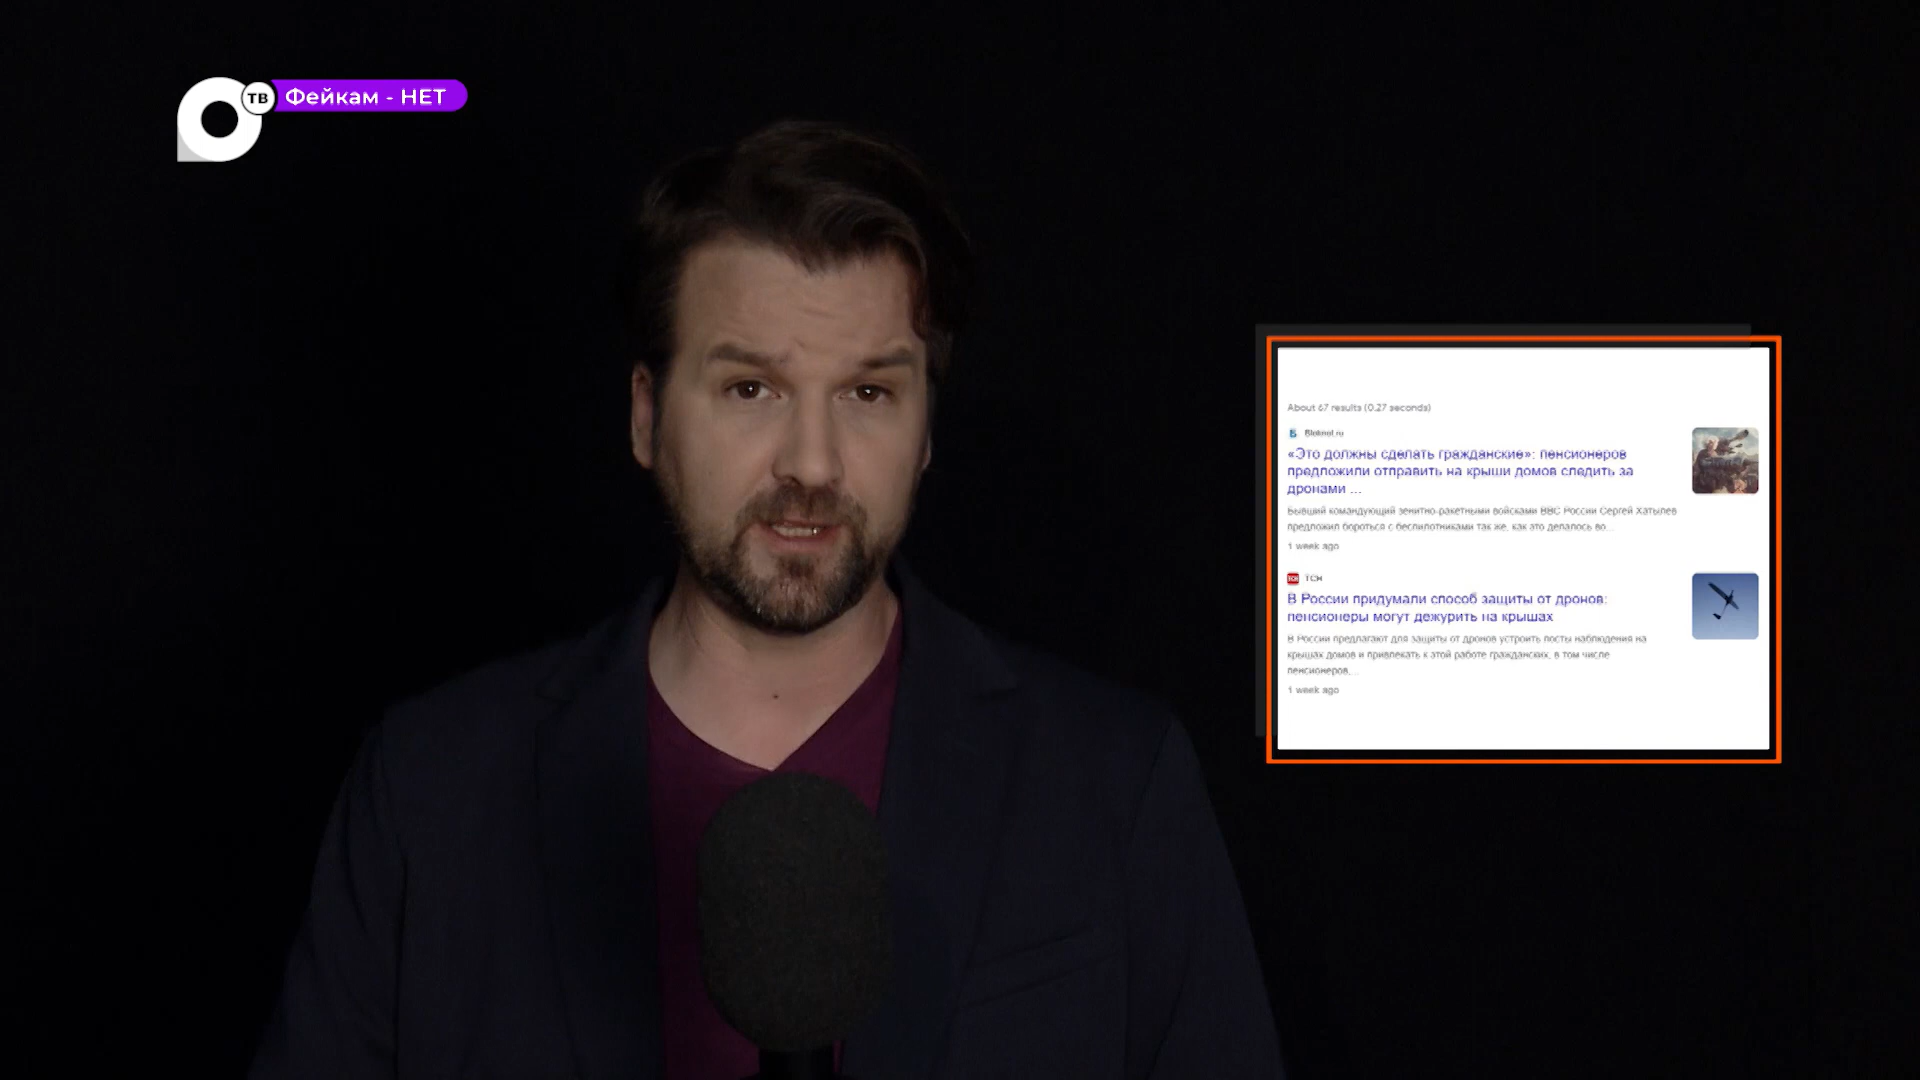 ТВ Фейкам - НЕТ
About 67 results (0.27 seconds)
Bloknot.ru
«Это должны сделать гражданские»: пенсионеров
предложили отправить на крыши домов следить за
дронами ...
Бывший командующий зенитно-ракетными войсками ВВС России Сергей Хатылев
предложил бороться с беспилотниками так же, как это делалось во...
1 week ago
ТСН ТСН
В России придумали способ защиты от дронов:
пенсионеры могут дежурить на крышах
В России предлагают для защиты от дронов устроить посты наблюдения на
крышах домов и привлекать к этой работе гражданских, в том числе
пенсионеров,...
1 week ago